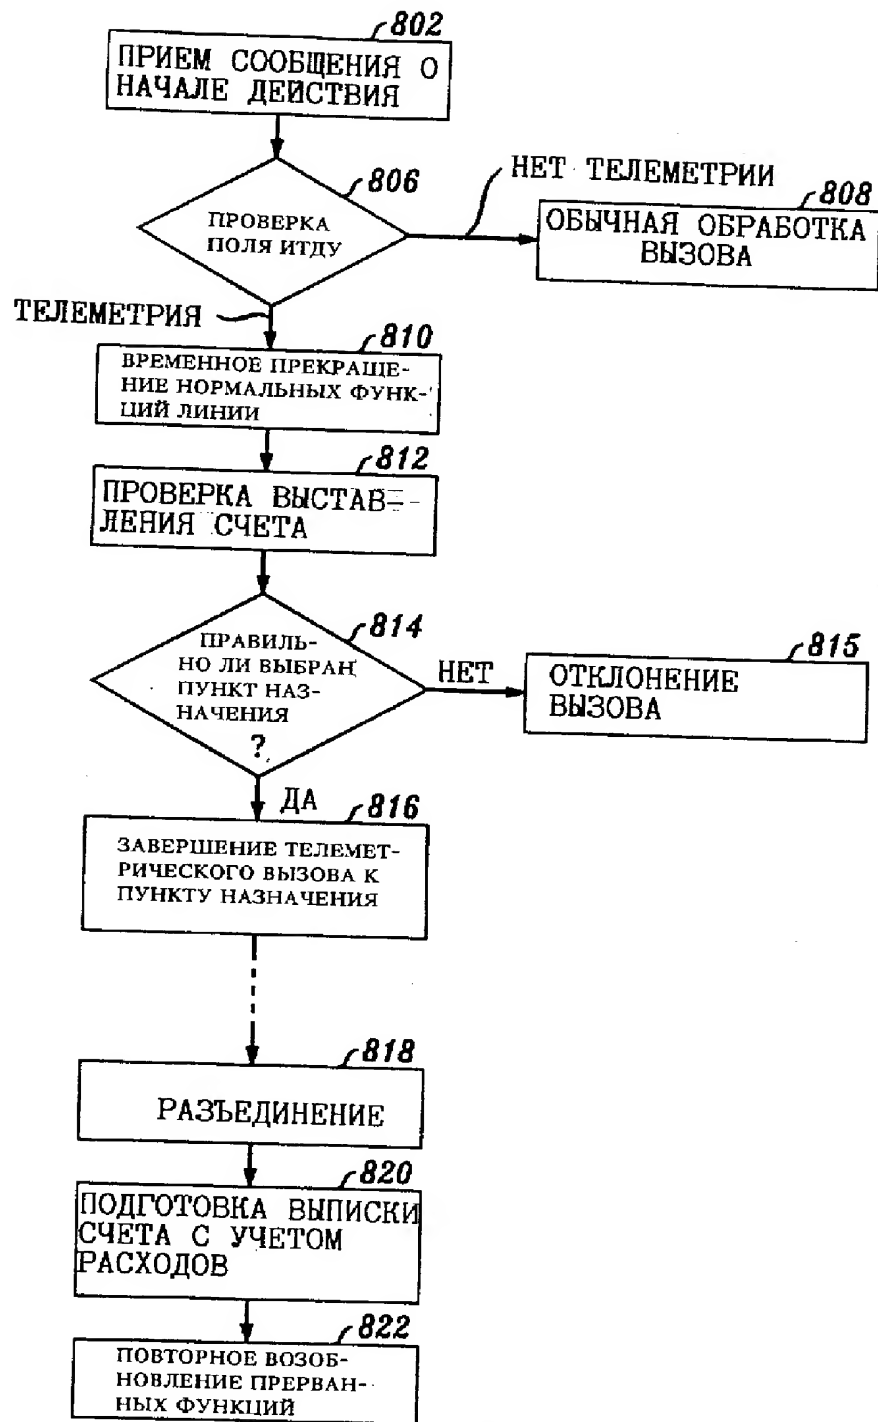 802
ПРИЕМ СООБЩЕНИЯ О
НАЧАЛЕ ДЕЙСТВИЯ
806
ПРОВЕРКА
ПОЛЯ ИТДУ
НЕТ ТЕЛЕМЕТРИИ
808
ОБЫЧНАЯ ОБРАБОТКА
ВЫЗОВА
ТЕЛЕМЕТРИЯ
810
ВРЕМЕННОЕ ПРЕКРАЩЕ-
НИЕ НОРМАЛЬНЫХ ФУНК-
ЦИЙ ЛИНИИ
812
ПРОВЕРКА ВЫСТАВ-
ЛЕНИЯ СЧЕТА
814
ПРАВИЛЬ-
НО ЛИ ВЫБРАН
ПУНКТ НАЗ-
НАЧЕНИЯ
?
НЕТ
815
ОТКЛОНЕНИЕ
ВЫЗОВА
ДА
816
ЗАВЕРШЕНИЕ ТЕЛЕМЕТ-
РИЧЕСКОГО ВЫЗОВА К
ПУНКТУ НАЗНАЧЕНИЯ
818
РАЗЪЕДИНЕНИЕ
820
ПОДГОТОВКА ВЫПИСКИ
СЧЕТА С УЧЕТОМ
РАСХОДОВ
822
ПОВТОРНОЕ ВОЗОБ-
НОВЛЕНИЕ ПРЕРВАН-
НЫХ ФУНКЦИЙ